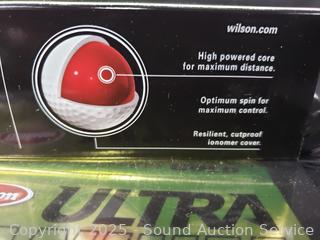 wilson.com
High powered core
for maximum distance.
Optimum spin for
maximum control.
Resilient, cutproof
ionomer cover.
ULTRA
Copyright 2025 - Sound Auction Service